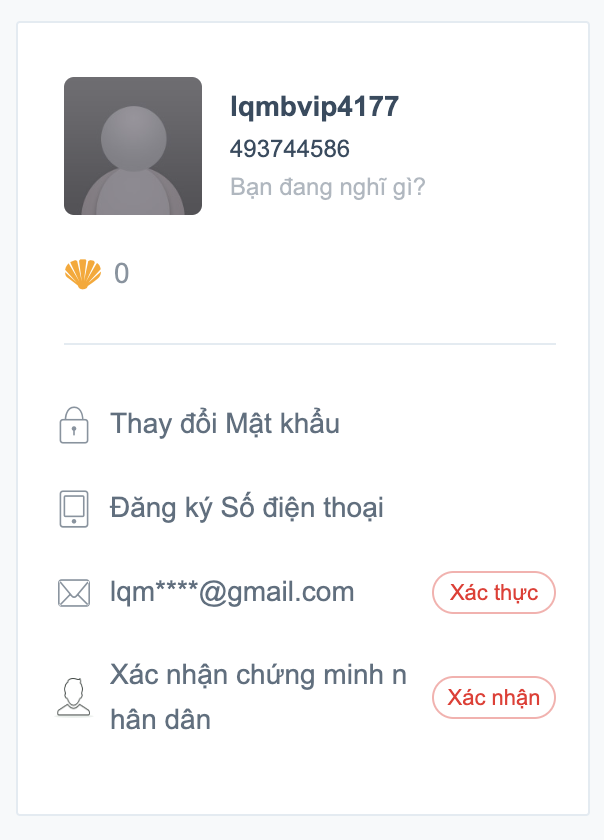 lqmbvip4177
493744586
Bạn đang nghĩ gì?
0
Thay đổi Mật khẩu
Đăng ký Số điện thoại
lqm****@gmail.com
Xác thực
Xác nhận chứng minh n
hân dân
Xác nhận